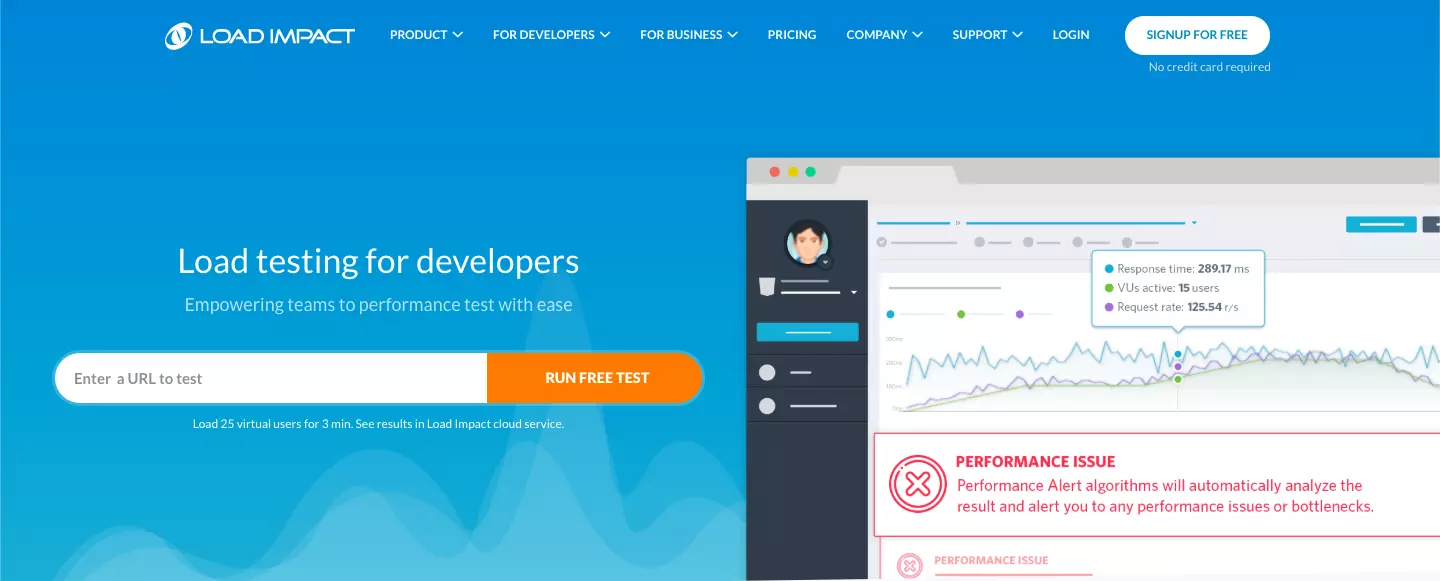 LOAD IMPACT
PRODUCT FOR DEVELOPERS FOR BUSINESS PRICING COMPANY SUPPORT LOGIN SIGNUP FOR FREE
No credit card required
Load testing for developers
Empowering teams to performance test with ease
Enter a URL to test RUN FREE TEST
Load 25 virtual users for 3 min. See results in Load Impact cloud service.
Response time: 289.17 ms
VUs active: 15 users
Request rate: 125.54 r/s
300ms
200ms
100ms
0ms
PERFORMANCE ISSUE
Performance Alert algorithms will automatically analyze the
result and alert you to any performance issues or bottlenecks.
PERFORMANCE ISSUE